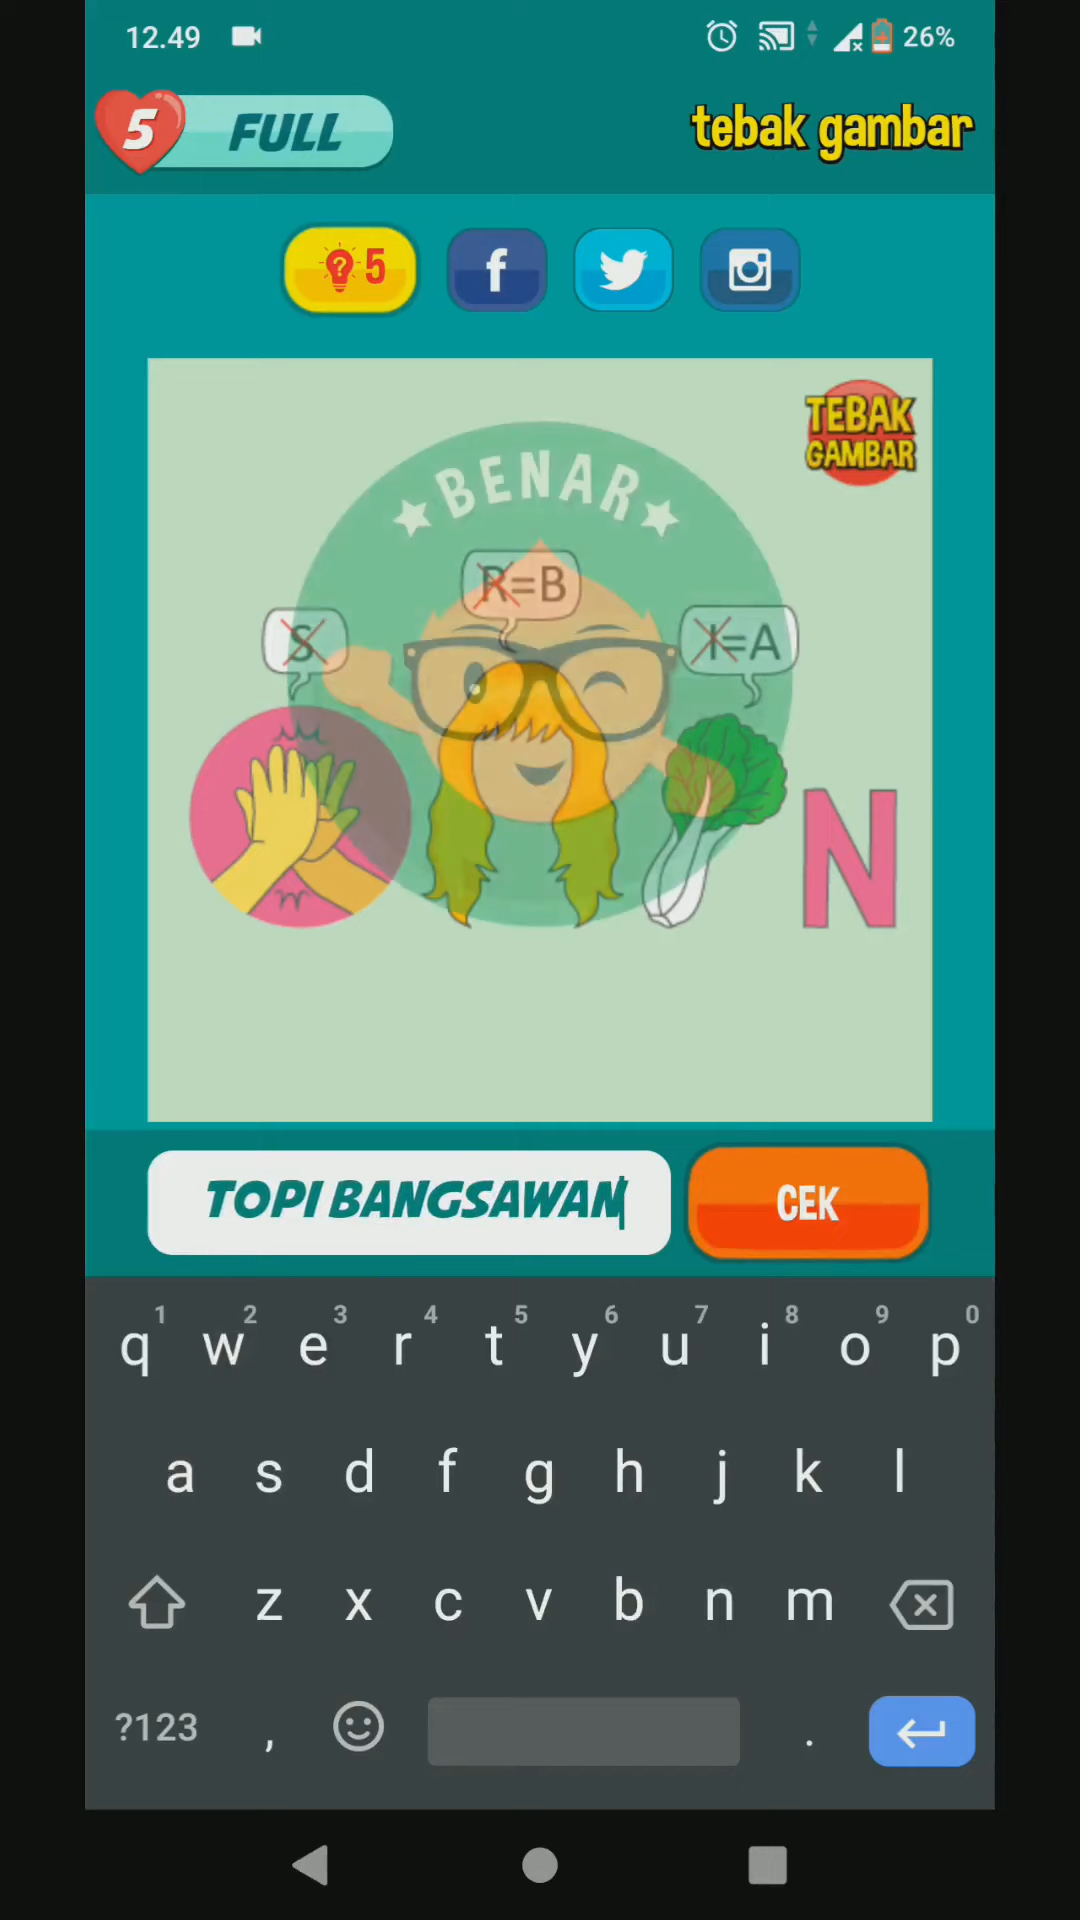 12.49
26%
5
FULL
tebak gambar
? 5
f
TEBAK
GAMBAR
BENAR
S
R=B
I=A
N
TOPI BANGSAWAN
CEK
1 2 3 4 5 6 7 8 9 0
q w e r t y u i o p
a s d f g h j k l
z x c v b n m
?123 , .